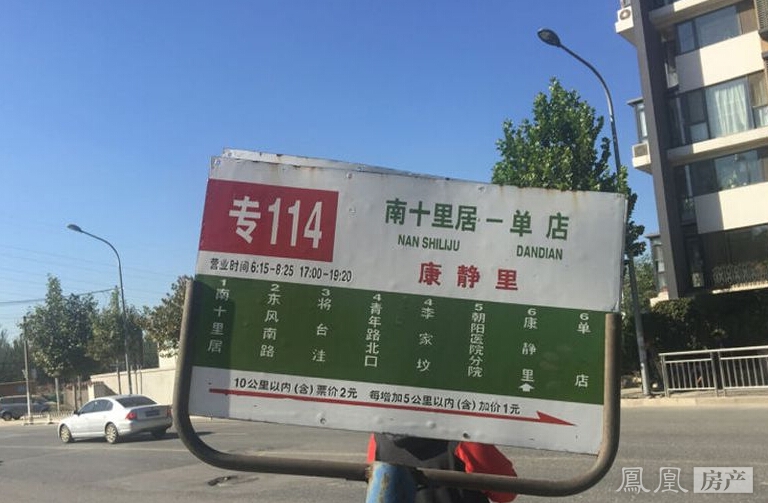 专114
南十里居－单店
NAN SHILIJU DANDIAN
营业时间 6:15－8:25 17:00－19:20
康静里
1 南十里居
2 东风南路
3 将台洼
4 青年路北口
4 李家坟
5 朝阳医院分院
6 康静里
6 单店
10公里以内(含)票价2元 每增加5公里以内(含)加价1元
鳳凰 房产